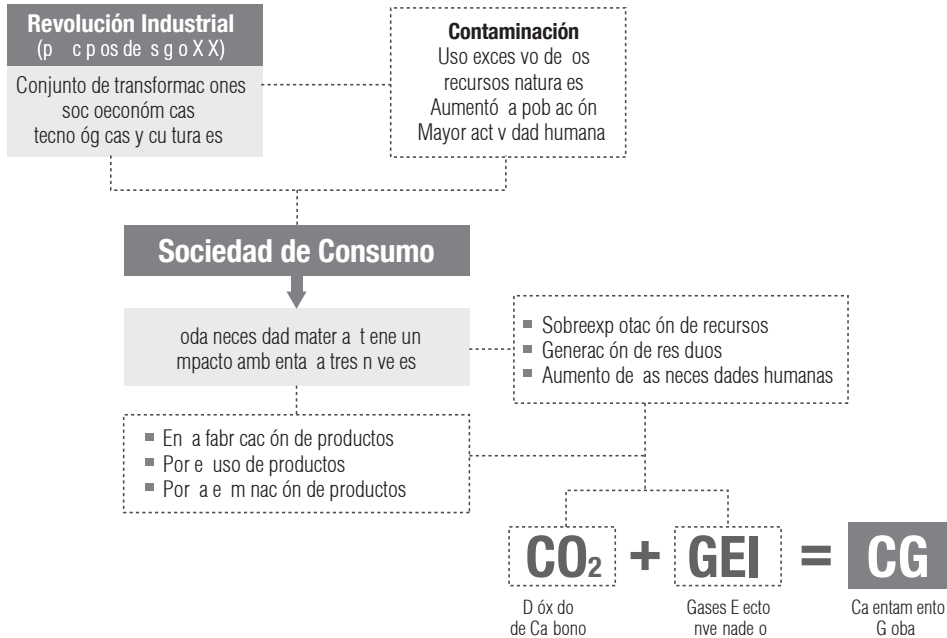 Revolución Industrial
(p c p os de s g o X X)
Conjunto de transformac ones
soc oeconóm cas
tecno óg cas y cu tura es
Contaminación
Uso exces vo de os
recursos natura es
Aumentó a pob ac ón
Mayor act v dad humana
Sociedad de Consumo
oda neces dad mater a t ene un
mpacto amb enta a tres n ve es
Sobreexp otac ón de recursos
Generac ón de res duos
Aumento de as neces dades humanas
En a fabr cac ón de productos
Por e uso de productos
Por a e m nac ón de productos
CO₂ + GEI = CG
D óx do
de Ca bono
Gases E ecto
nve nade o
Ca entam ento
G oba